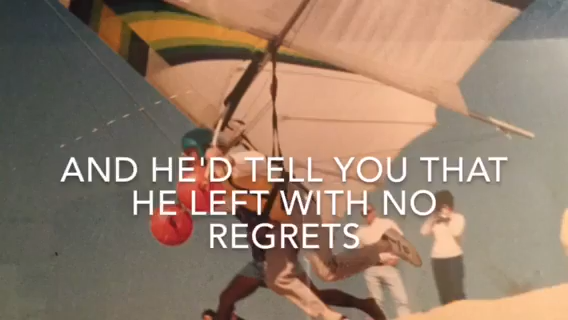 AND HE'D TELL YOU THAT
HE LEFT WITH NO
REGRETS